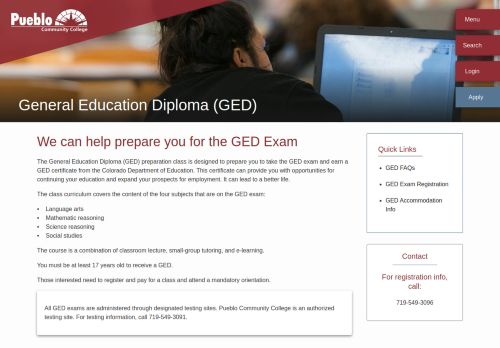 Pueblo
Community College
Menu
Search
Login
Apply
General Education Diploma (GED)
We can help prepare you for the GED Exam
The General Education Diploma (GED) preparation class is designed to prepare you to take the GED exam and earn a
GED certificate from the Colorado Department of Education. This certificate can provide you with opportunities for
continuing your education and expand your prospects for employment. It can lead to a better life.
The class curriculum covers the content of the four subjects that are on the GED exam:
• Language arts
• Mathematic reasoning
• Science reasoning
• Social studies
The course is a combination of classroom lecture, small-group tutoring, and e-learning.
You must be at least 17 years old to receive a GED.
Those interested need to register and pay for a class and attend a mandatory orientation.
All GED exams are administered through designated testing sites. Pueblo Community College is an authorized
testing site. For testing information, call 719-549-3091.
Quick Links
• GED FAQs
• GED Exam Registration
• GED Accommodation
Info
Contact
For registration info,
call:
719-549-3096